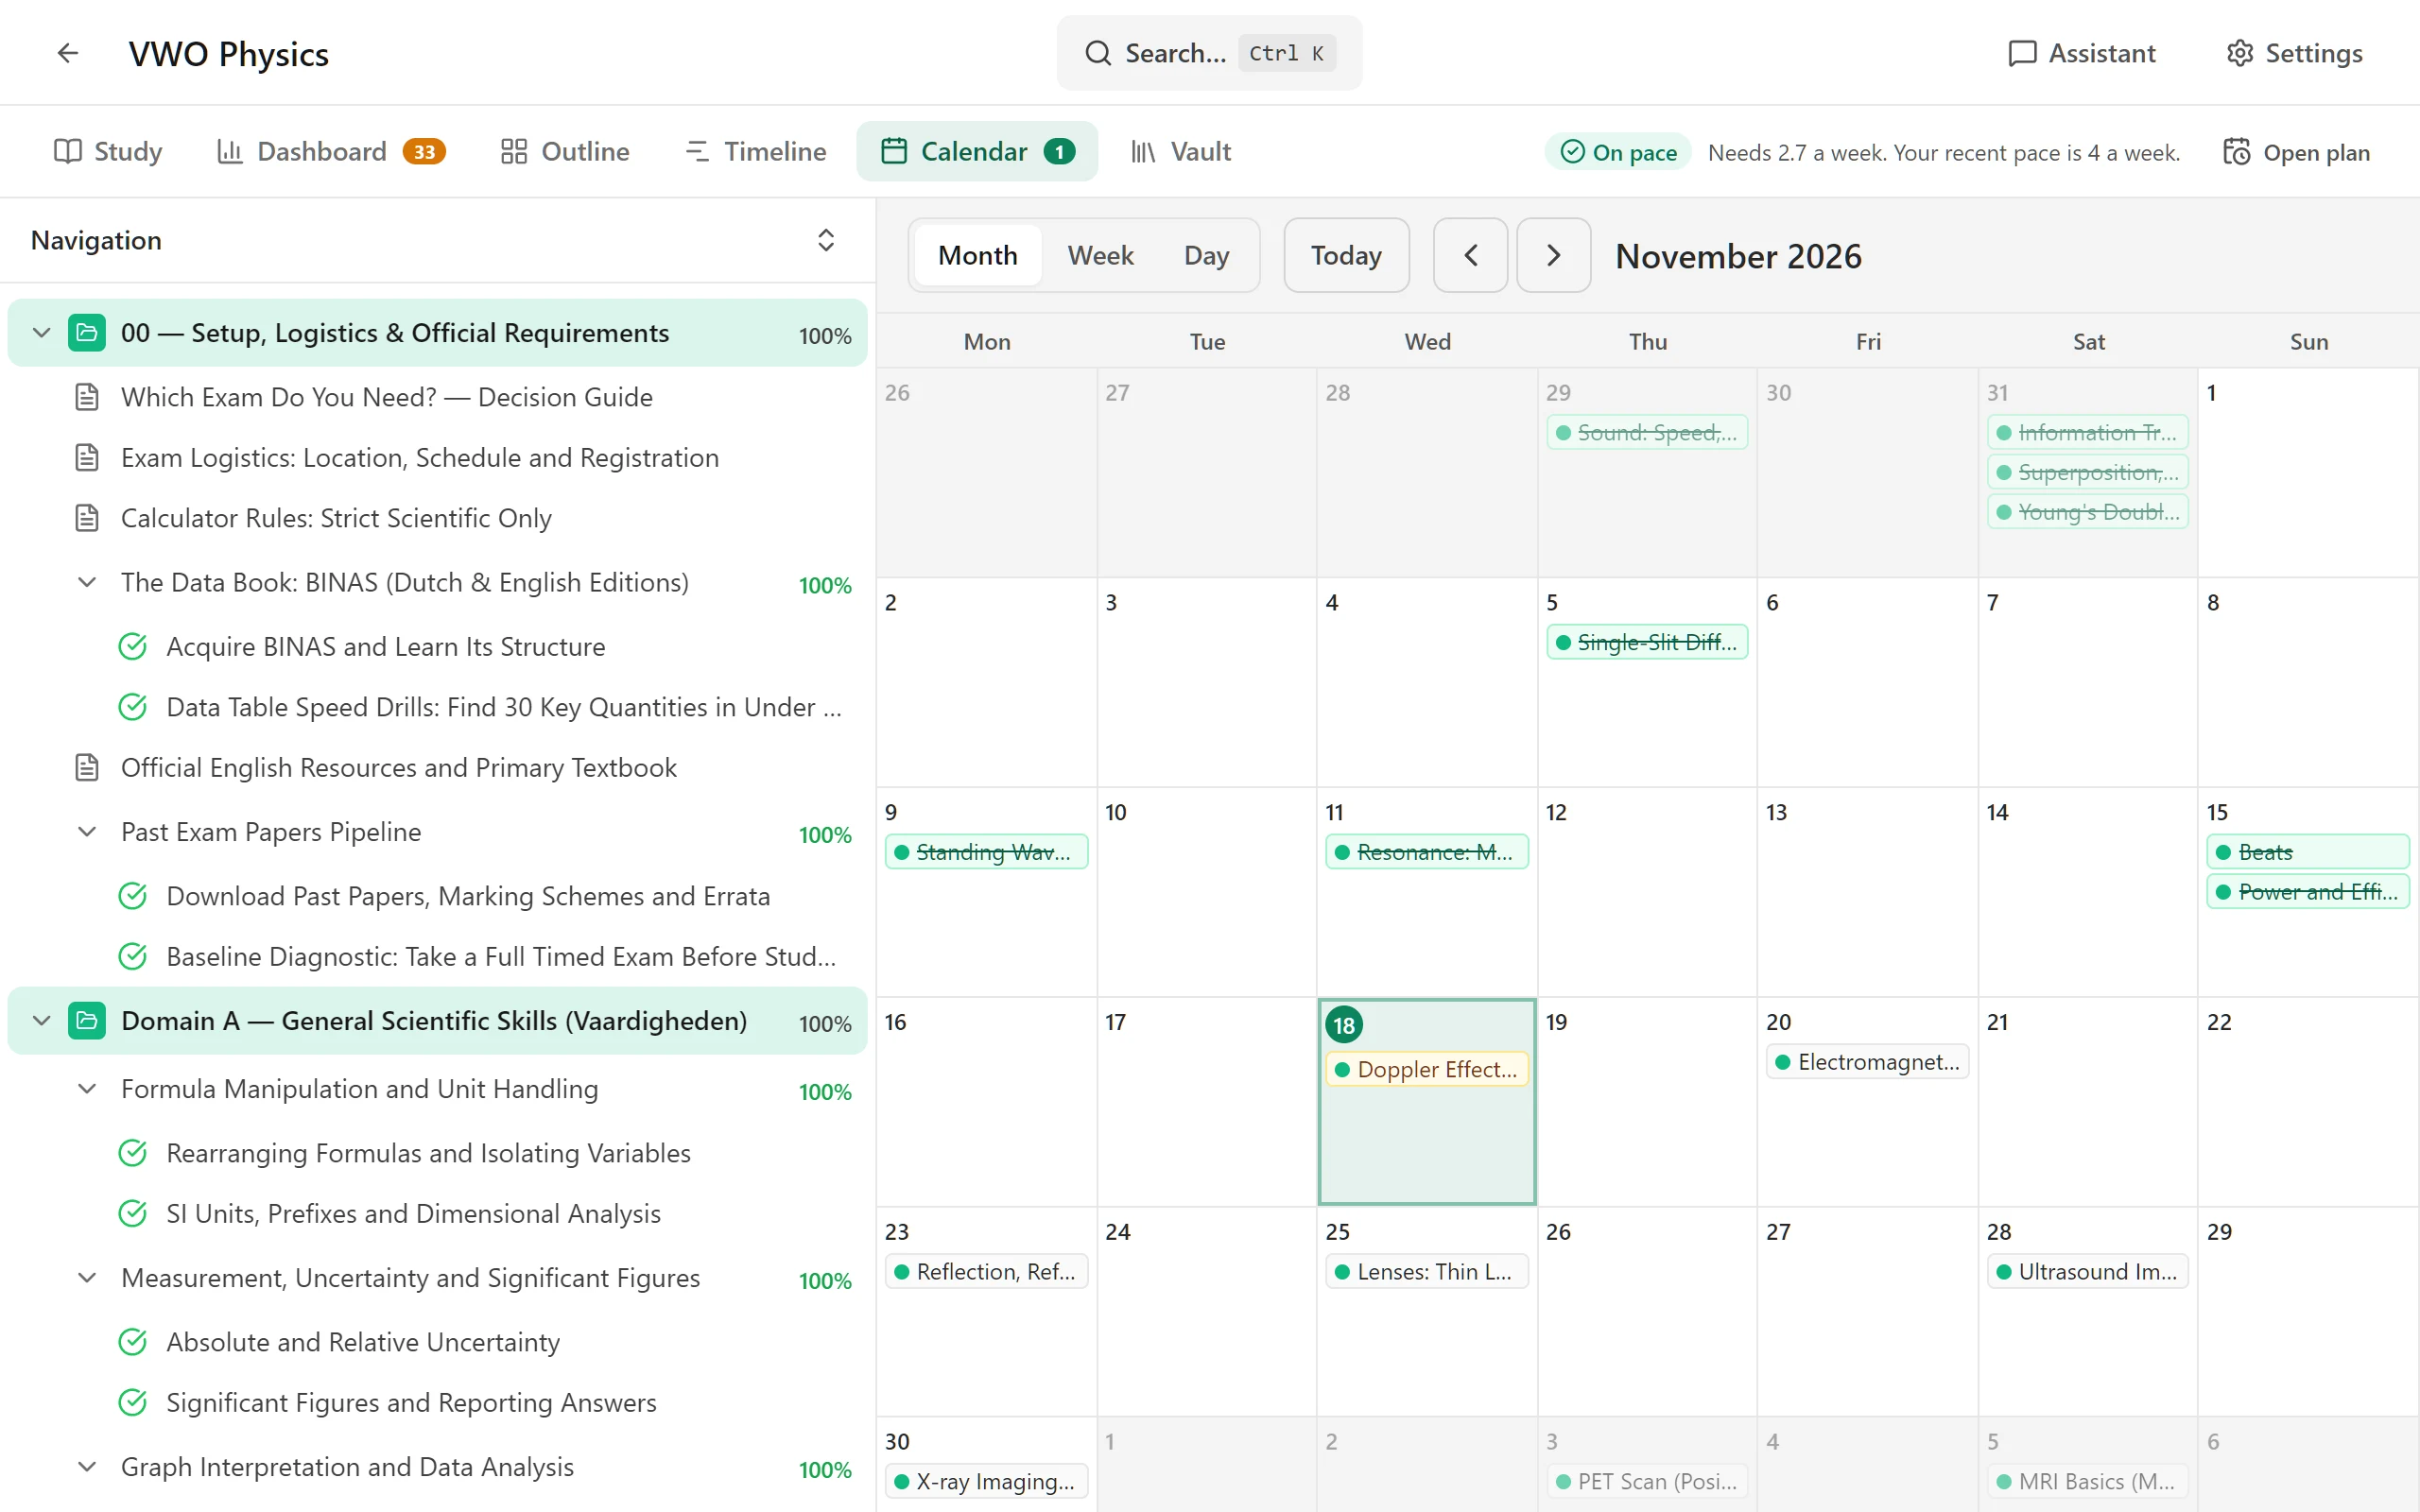 VWO Physics
Search... Ctrl K
Assistant
Settings
Study
Dashboard 33
Outline
Timeline
Calendar 1
Vault
On pace
Needs 2.7 a week. Your recent pace is 4 a week.
Open plan
Navigation
00 — Setup, Logistics & Official Requirements 100%
Which Exam Do You Need? — Decision Guide
Exam Logistics: Location, Schedule and Registration
Calculator Rules: Strict Scientific Only
The Data Book: BINAS (Dutch & English Editions) 100%
Acquire BINAS and Learn Its Structure
Data Table Speed Drills: Find 30 Key Quantities in Under ...
Official English Resources and Primary Textbook
Past Exam Papers Pipeline 100%
Download Past Papers, Marking Schemes and Errata
Baseline Diagnostic: Take a Full Timed Exam Before Stud...
Domain A — General Scientific Skills (Vaardigheden) 100%
Formula Manipulation and Unit Handling 100%
Rearranging Formulas and Isolating Variables
SI Units, Prefixes and Dimensional Analysis
Measurement, Uncertainty and Significant Figures 100%
Absolute and Relative Uncertainty
Significant Figures and Reporting Answers
Graph Interpretation and Data Analysis 100%
Month Week Day
Today
November 2026
Mon Tue Wed Thu Fri Sat Sun
26 27 28 29 30 31 1
Sound: Speed,...
Information Tr...
Superposition,...
Young's Doubl...
2 3 4 5 6 7 8
Single-Slit Diff...
9 10 11 12 13 14 15
Standing Wav...
Resonance: M...
Beats
Power and Effi...
16 17 18 19 20 21 22
Doppler Effect...
Electromagnet...
23 24 25 26 27 28 29
Reflection, Ref...
Lenses: Thin L...
Ultrasound Im...
30 1 2 3 4 5 6
X-ray Imaging...
PET Scan (Posi...
MRI Basics (M...